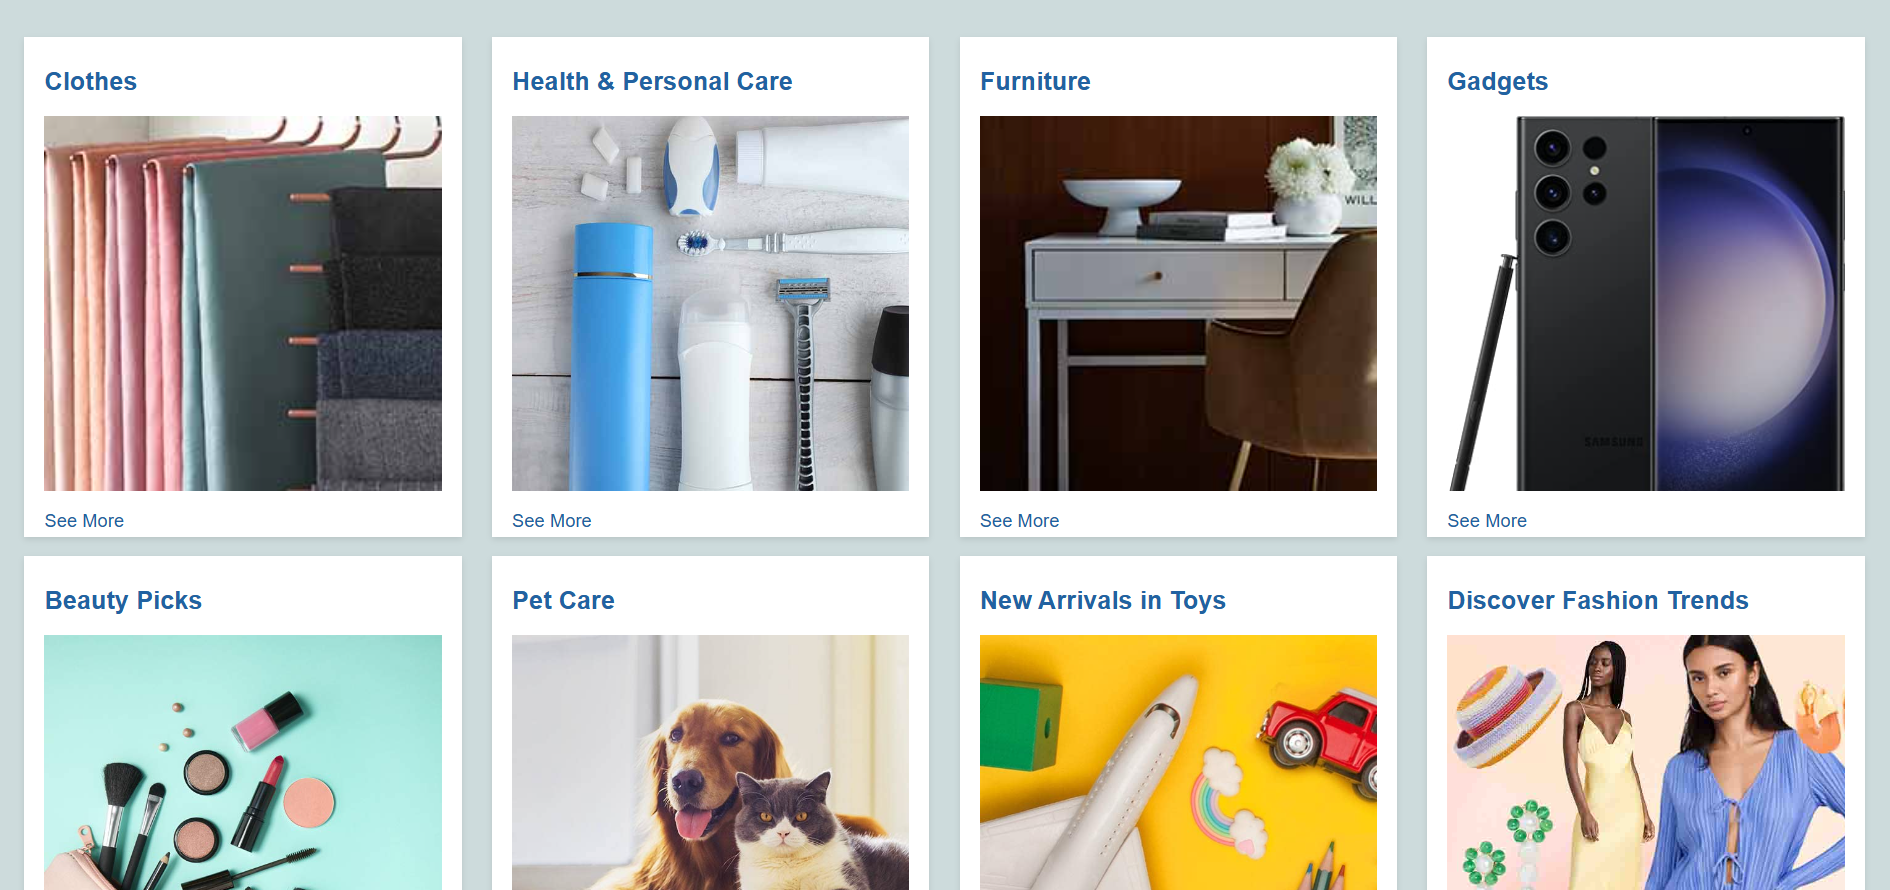 Clothes
Health & Personal Care
Furniture
Gadgets
WILL
SAMSUNG
See More
See More
See More
See More
Beauty Picks
Pet Care
New Arrivals in Toys
Discover Fashion Trends